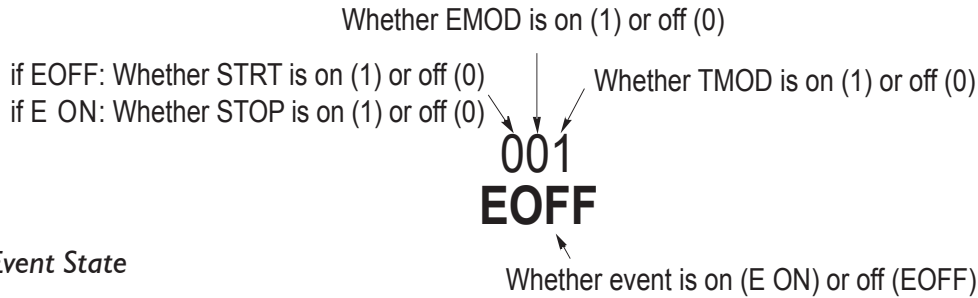 Whether EMOD is on (1) or off (0)
if EOFF: Whether STRT is on (1) or off (0)
Whether TMOD is on (1) or off (0)
if E ON: Whether STOP is on (1) or off (0)
001
EOFF
Event State
Whether event is on (E ON) or off (EOFF)